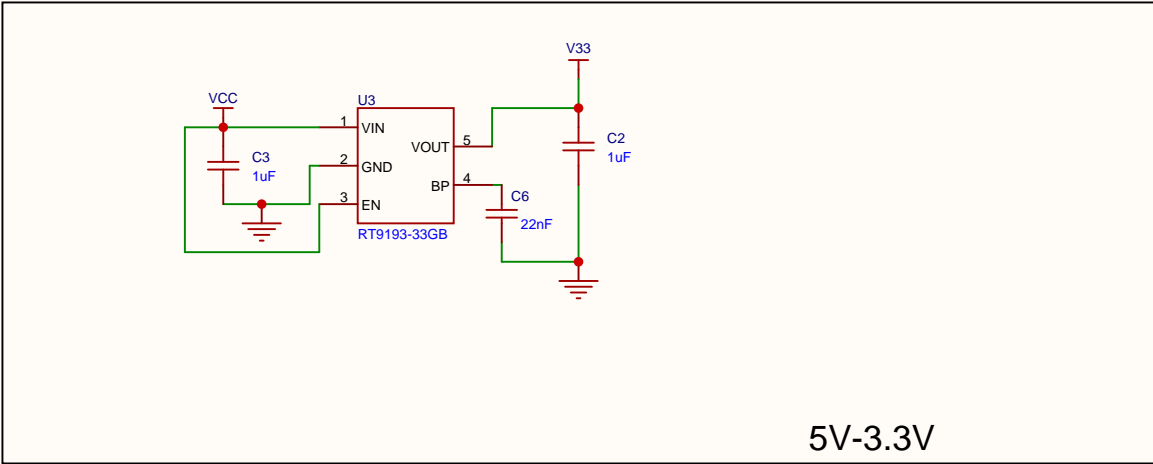 V33
VCC
U3
1
VIN
C3
1uF
2
GND
3
EN
VOUT
5
BP
4
RT9193-33GB
C2
1uF
C6
22nF
5V-3.3V